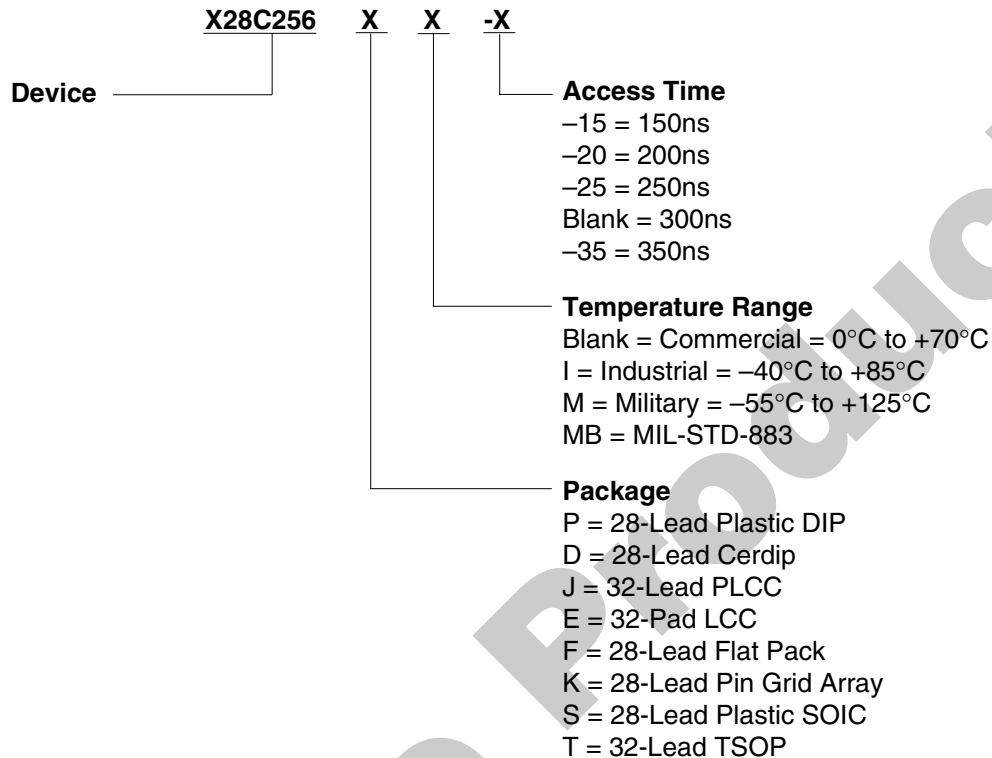 X28C256 X X -X
Device
Access Time
–15 = 150ns
–20 = 200ns
–25 = 250ns
Blank = 300ns
–35 = 350ns
Temperature Range
Blank = Commercial = 0°C to +70°C
I = Industrial = –40°C to +85°C
M = Military = –55°C to +125°C
MB = MIL-STD-883
Package
P = 28-Lead Plastic DIP
D = 28-Lead Cerdip
J = 32-Lead PLCC
E = 32-Pad LCC
F = 28-Lead Flat Pack
K = 28-Lead Pin Grid Array
S = 28-Lead Plastic SOIC
T = 32-Lead TSOP